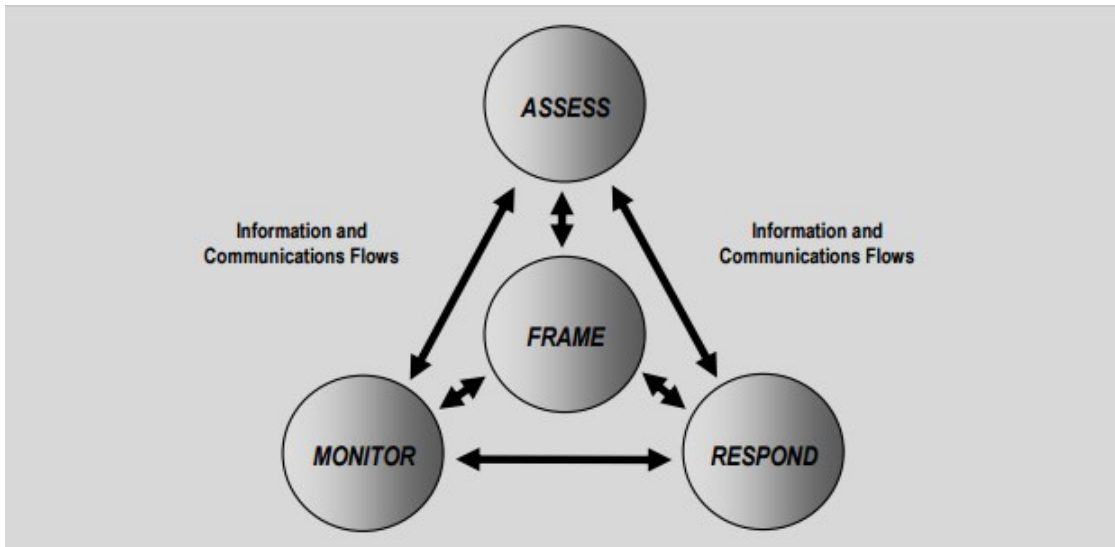 ASSESS
Information and
Communications Flows
Information and
Communications Flows
FRAME
MONITOR
RESPOND